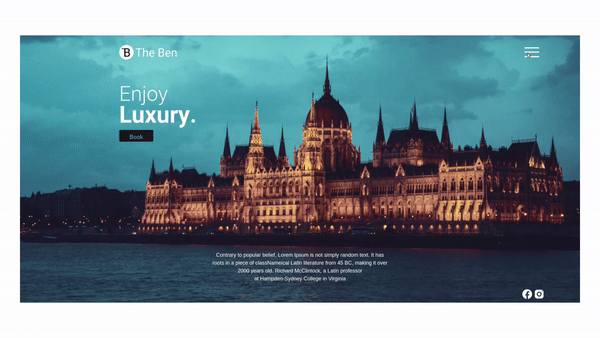 B The Ben
Enjoy
Luxury.
Book
Contrary to popular belief, Lorem Ipsum is not simply random text. It has
roots in a piece of classNameical Latin literature from 45 BC, making it over
2000 years old. Richard McClintock, a Latin professor
at Hampden-Sydney College in Virginia